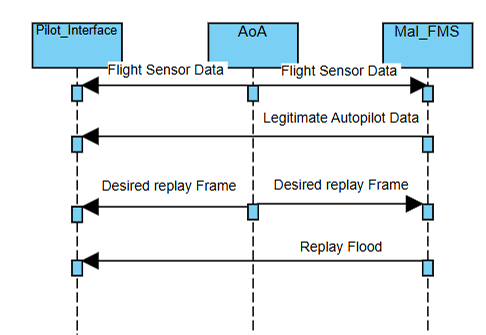 Pilot_Interface
AoA
Mal_FMS
Flight Sensor Data
Flight Sensor Data
Legitimate Autopilot Data
Desired replay Frame
Desired replay Frame
Replay Flood